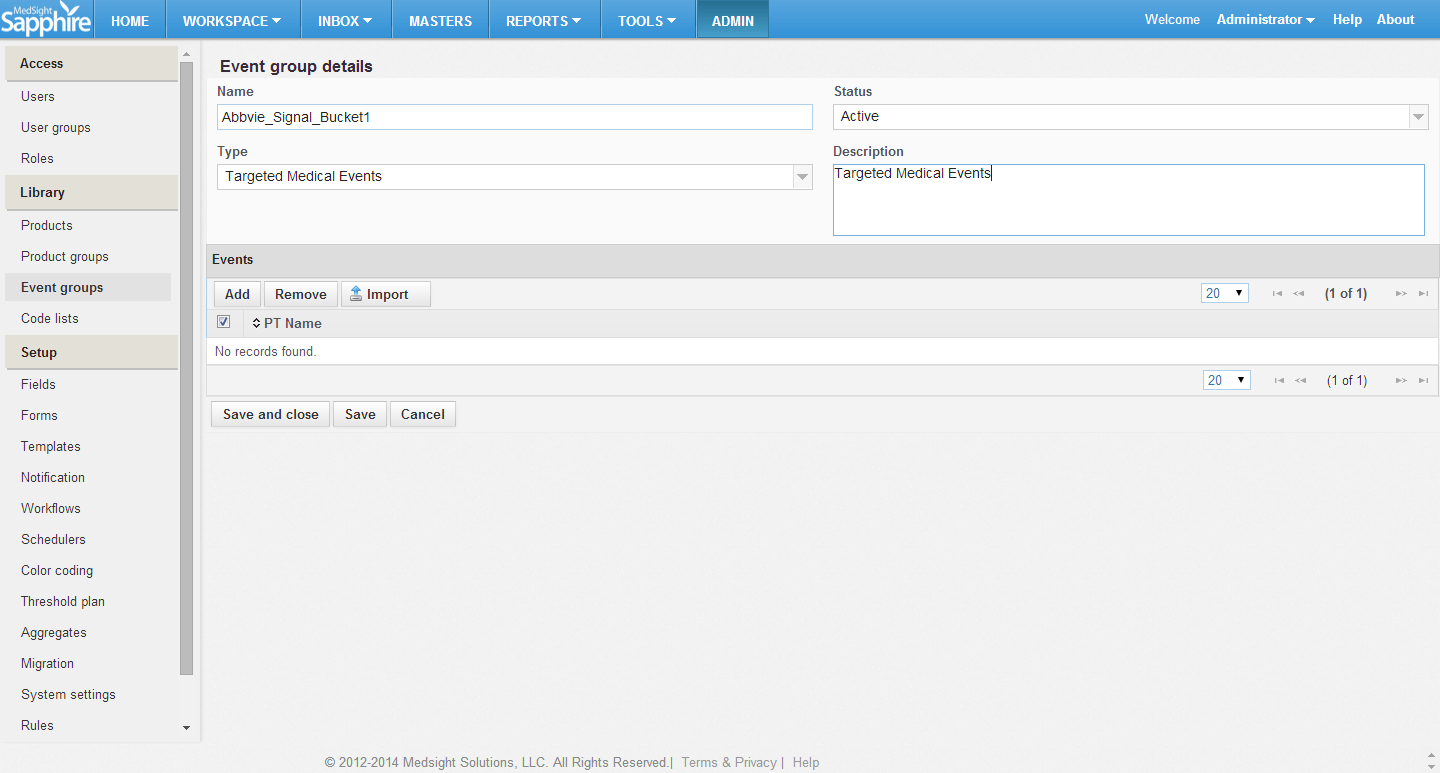 MedSight
Sapphire
HOME
WORKSPACE
INBOX
MASTERS
REPORTS
TOOLS
ADMIN
Welcome Administrator Help About
Access
Users
User groups
Roles
Library
Products
Product groups
Event groups
Code lists
Setup
Fields
Forms
Templates
Notification
Workflows
Schedulers
Color coding
Threshold plan
Aggregates
Migration
System settings
Rules
Event group details
Name
Abbvie_Signal_Bucket1
Status
Active
Type
Targeted Medical Events
Description
Targeted Medical Events
Events
Add Remove Import
20 (1 of 1)
PT Name
No records found.
20 (1 of 1)
Save and close Save Cancel
© 2012-2014 Medsight Solutions, LLC. All Rights Reserved.| Terms & Privacy | Help